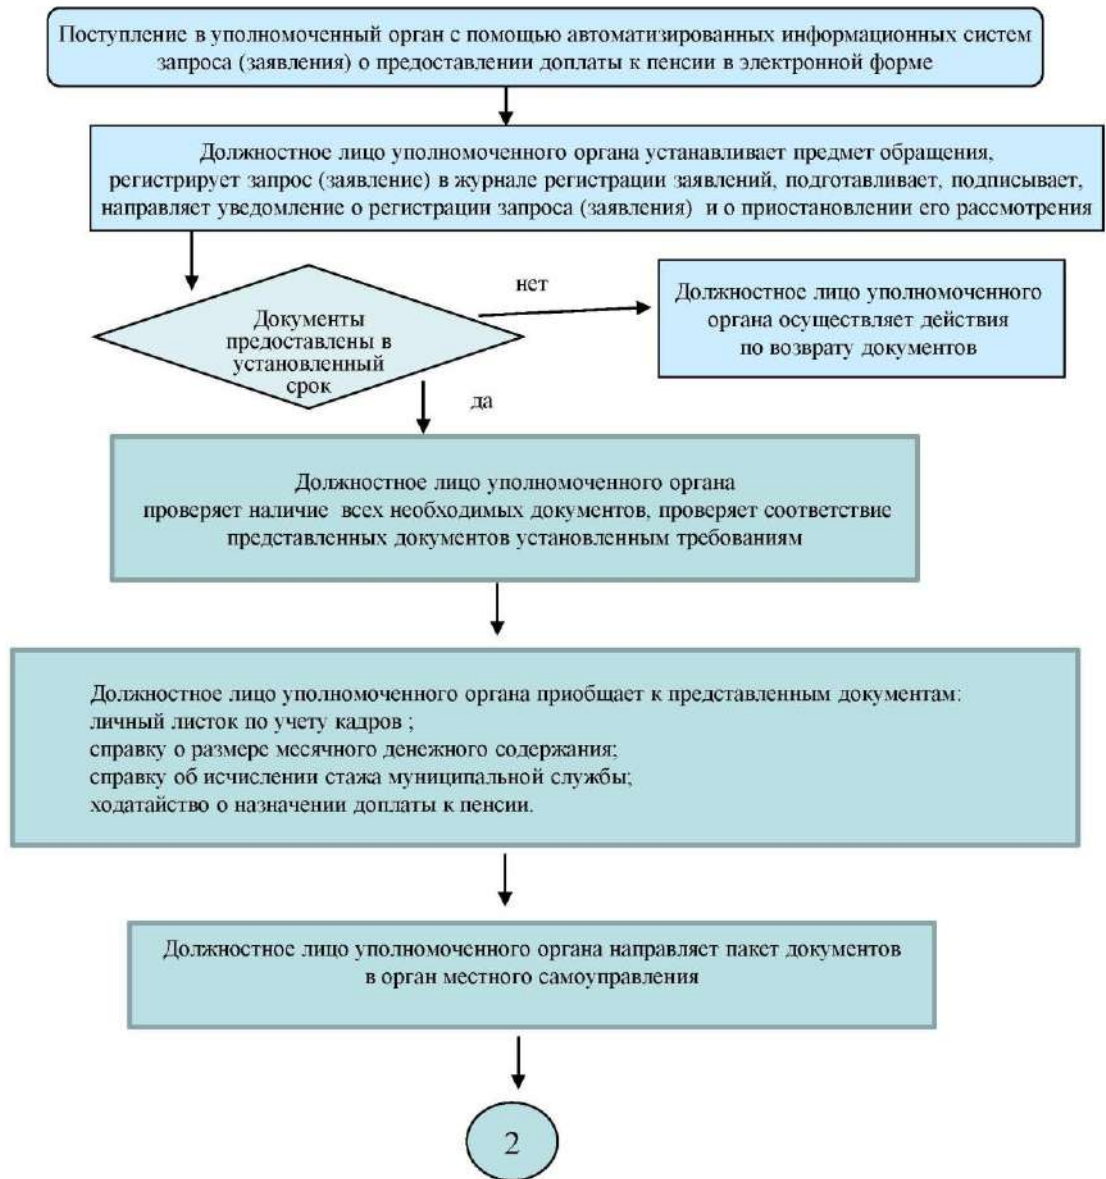 Поступление в уполномоченный орган с помощью автоматизированных информационных систем
запроса (заявления) о предоставлении доплаты к пенсии в электронной форме
Должностное лицо уполномоченного органа устанавливает предмет обращения,
регистрирует запрос (заявление) в журнале регистрации заявлений, подготавливает, подписывает,
направляет уведомление о регистрации запроса (заявления) и о приостановлении его рассмотрения
нет
Документы
предоставлены в
установленный
срок
Должностное лицо уполномоченного
органа осуществляет действия
по возврату документов
да
Должностное лицо уполномоченного органа
проверяет наличие всех необходимых документов, проверяет соответствие
представленных документов установленным требованиям
Должностное лицо уполномоченного органа приобщает к представленным документам:
личный листок по учету кадров ;
справку о размере месячного денежного содержания;
справку об исчислении стажа муниципальной службы;
ходатайство о назначении доплаты к пенсии.
Должностное лицо уполномоченного органа направляет пакет документов
в орган местного самоуправления
2